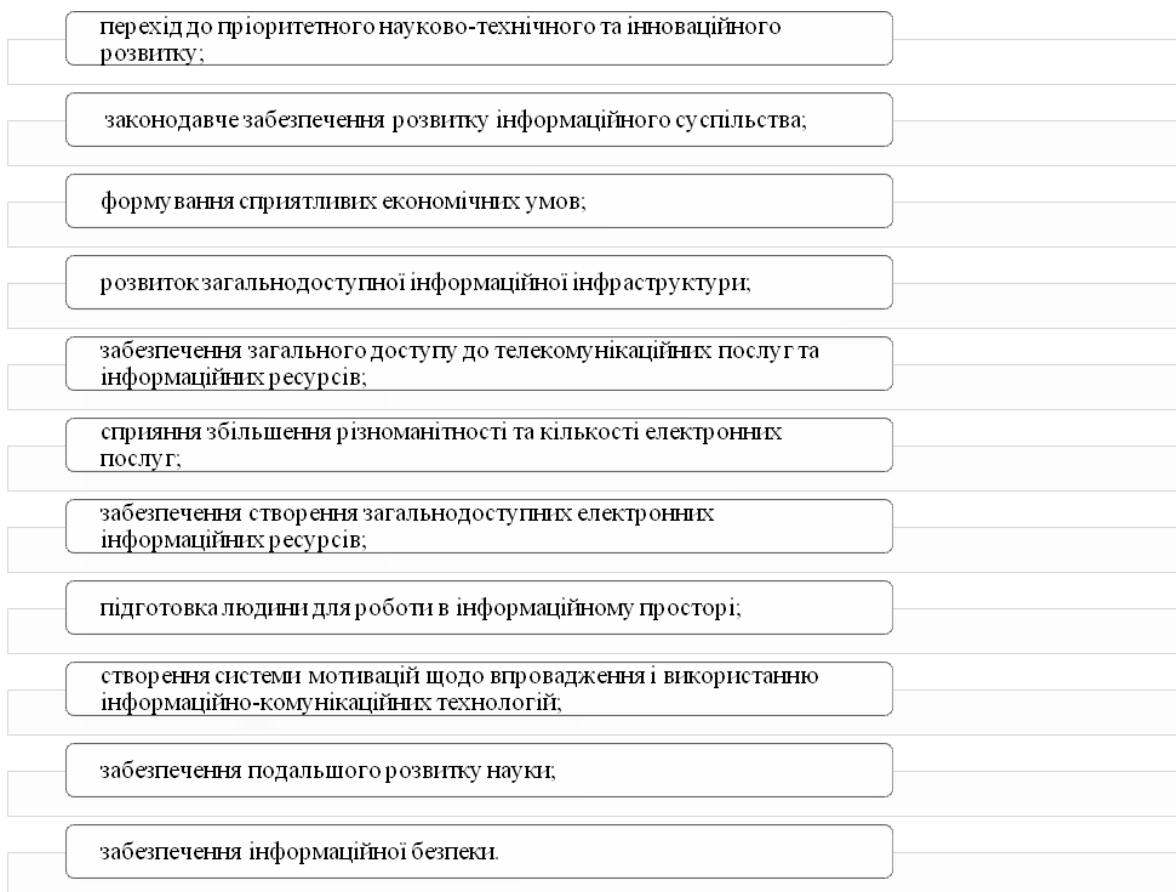 перехід до пріоритетного науково-технічного та інноваційного
розвитку;
законодавче забезпечення розвитку інформаційного суспільства;
формування сприятливих економічних умов;
розвиток загальнодоступної інформаційної інфраструктури;
забезпечення загального доступу до телекомунікаційних послуг та
інформаційних ресурсів;
сприяння збільшення різноманітності та кількості електронних
послуг;
забезпечення створення загальнодоступних електронних
інформаційних ресурсів;
підготовка людини для роботи в інформаційному просторі;
створення системи мотивацій щодо впровадження і використанню
інформаційно-комунікаційних технологій;
забезпечення подальшого розвитку науки;
забезпечення інформаційної безпеки.